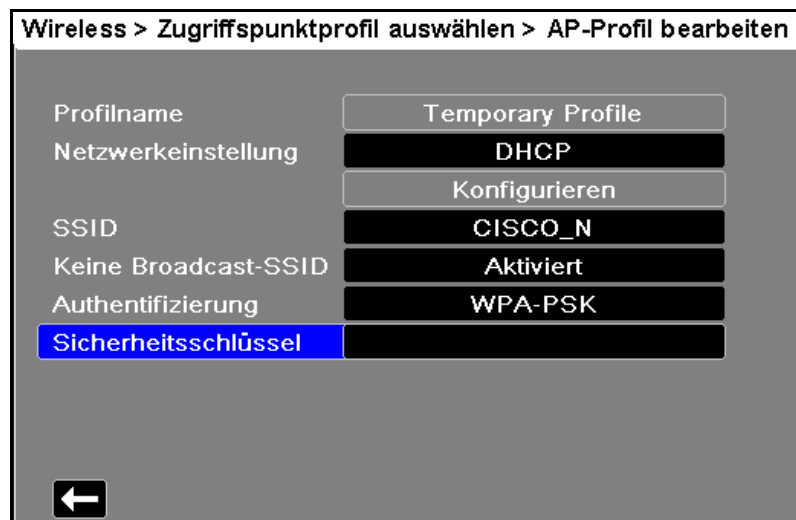 Wireless > Zugriffspunktprofil auswählen > AP-Profil bearbeiten
Profilname Temporary Profile
Netzwerkeinstellung DHCP
Konfigurieren
SSID CISCO_N
Keine Broadcast-SSID Aktiviert
Authentifizierung WPA-PSK
Sicherheitsschlüssel